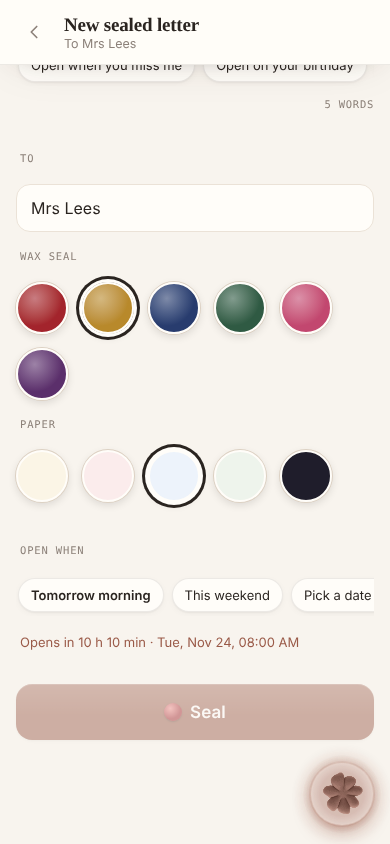 New sealed letter
To Mrs Lees
Open when you miss me
Open on your birthday
5 WORDS
TO
Mrs Lees
WAX SEAL
PAPER
OPEN WHEN
Tomorrow morning
This weekend
Pick a date
Opens in 10 h 10 min · Tue, Nov 24, 08:00 AM
Seal